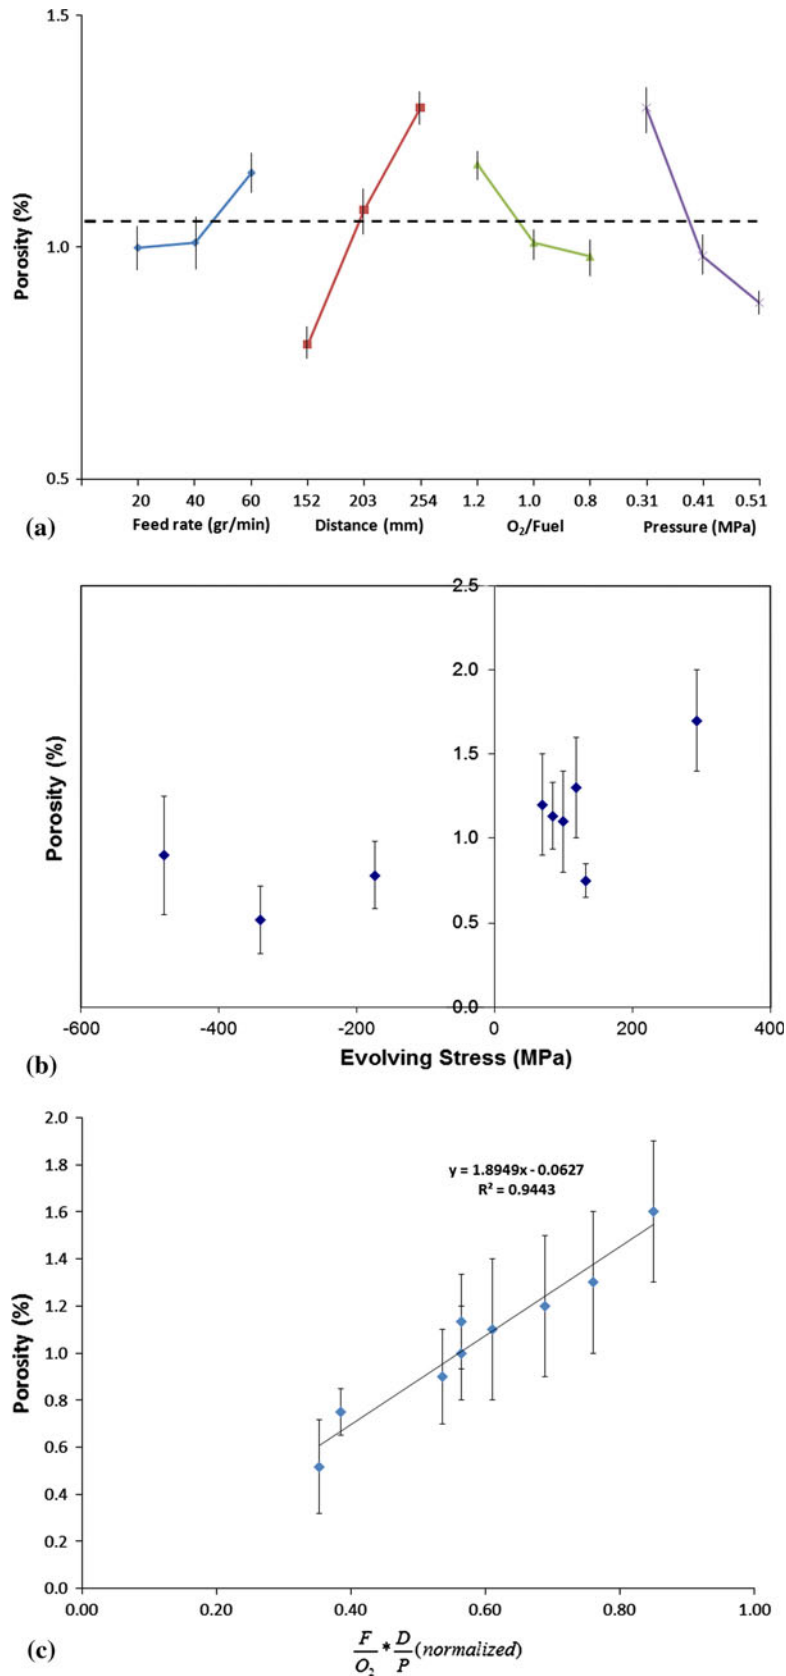 1.5
1.0
0.5
Porosity (%)
20 40 60 152 203 254 1.2 1.0 0.8 0.31 0.41 0.51
Feed rate (gr/min) Distance (mm) O₂/Fuel Pressure (MPa)
(a)
2.5
2.0
1.5
1.0
0.5
0.0
Porosity (%)
-600 -400 -200 0 200 400
Evolving Stress (MPa)
(b)
2.0
1.8
1.6
1.4
1.2
1.0
0.8
0.6
0.4
0.2
0.0
Porosity (%)
y = 1.8949x - 0.0627
R² = 0.9443
0.00 0.20 0.40 0.60 0.80 1.00
F/O₂ * D/P (normalized)
(c)